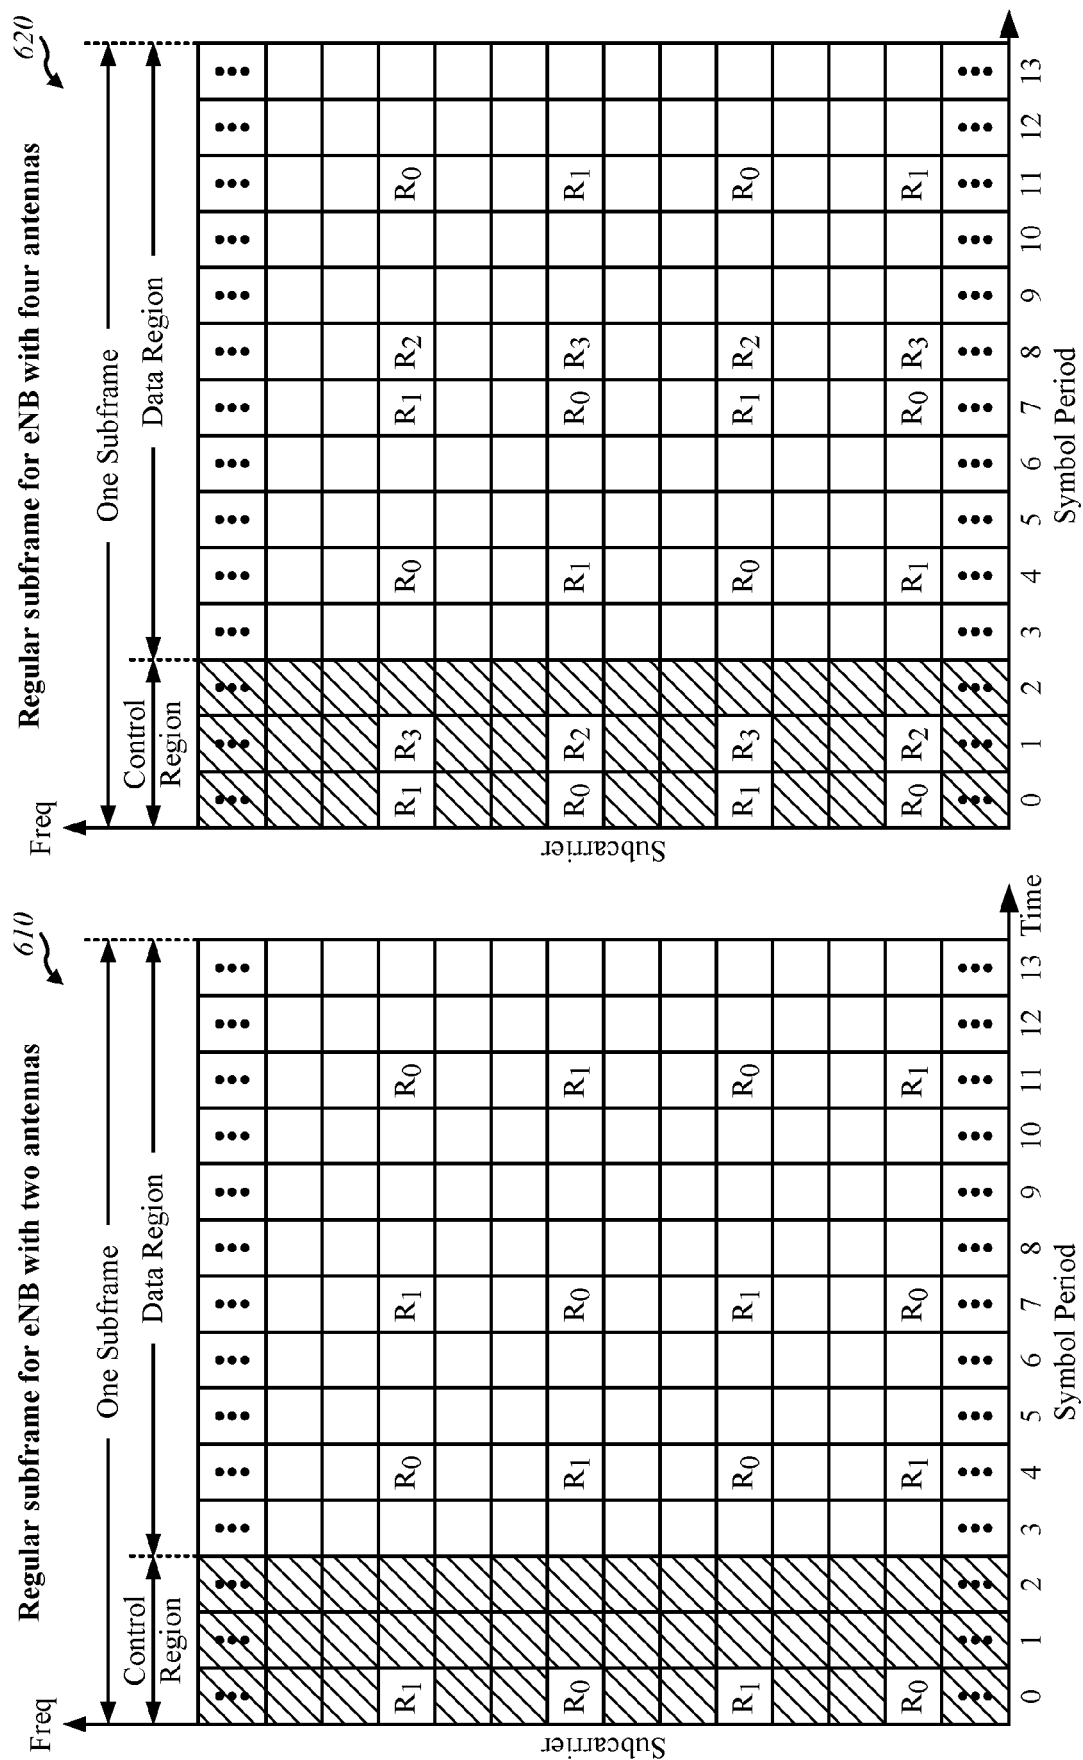 Regular subframe for eNB with two antennas
610
Freq
One Subframe
Control
Region
Data Region
Subcarrier
R1 R0 R1 R0
R0 R1 R0 R1
R1 R0 R1 R0
R0 R1 R0 R1
0 1 2 3 4 5 6 7 8 9 10 11 12 13
Time
Symbol Period
Regular subframe for eNB with four antennas
620
Freq
One Subframe
Control
Region
Data Region
Subcarrier
R1 R3 R0 R1 R2 R0
R0 R2 R1 R0 R3 R1
R1 R3 R0 R1 R2 R0
R0 R2 R1 R0 R3 R1
0 1 2 3 4 5 6 7 8 9 10 11 12 13
Symbol Period